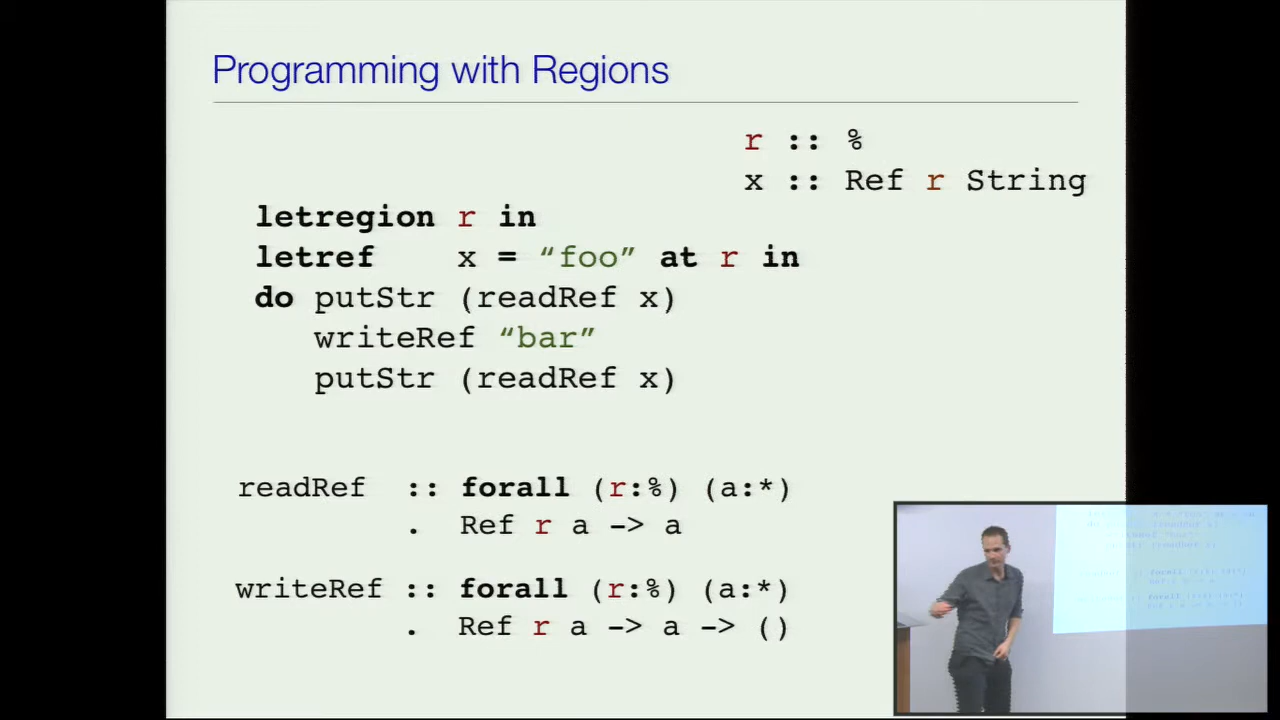 Programming with Regions
r :: %
x :: Ref r String
letregion r in
letref x = “foo” at r in
do putStr (readRef x)
writeRef “bar”
putStr (readRef x)
readRef :: forall (r:%) (a:*)
. Ref r a -> a
writeRef :: forall (r:%) (a:*)
. Ref r a -> a -> ()